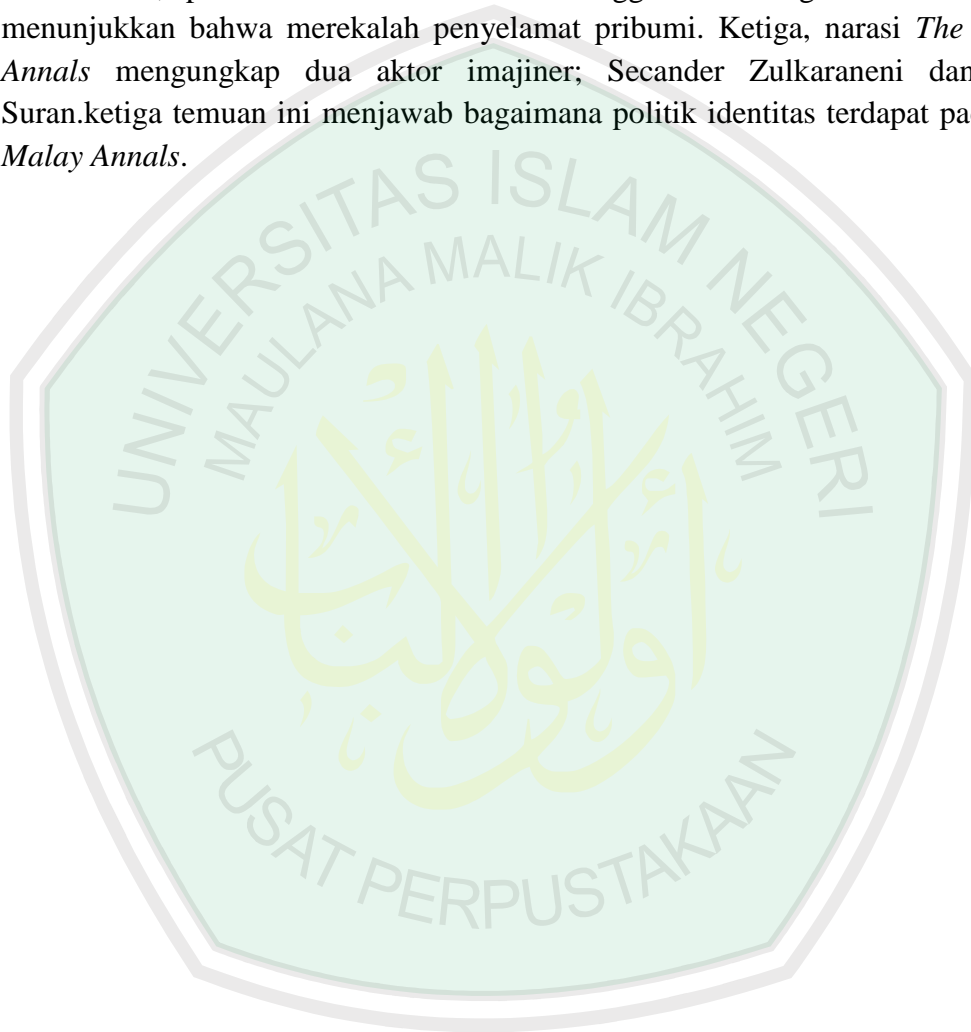 menunjukkan bahwa merekalah penyelamat pribumi. Ketiga, narasi The
Annals mengungkap dua aktor imajiner; Secander Zulkaraneni dan
Suran.ketiga temuan ini menjawab bagaimana politik identitas terdapat
Malay Annals.
UNIVERSITAS ISLAM NEGERI
MAULANA MALIK IBRAHIM
أولوا الألباب
PUSAT PERPUSTAKAAN